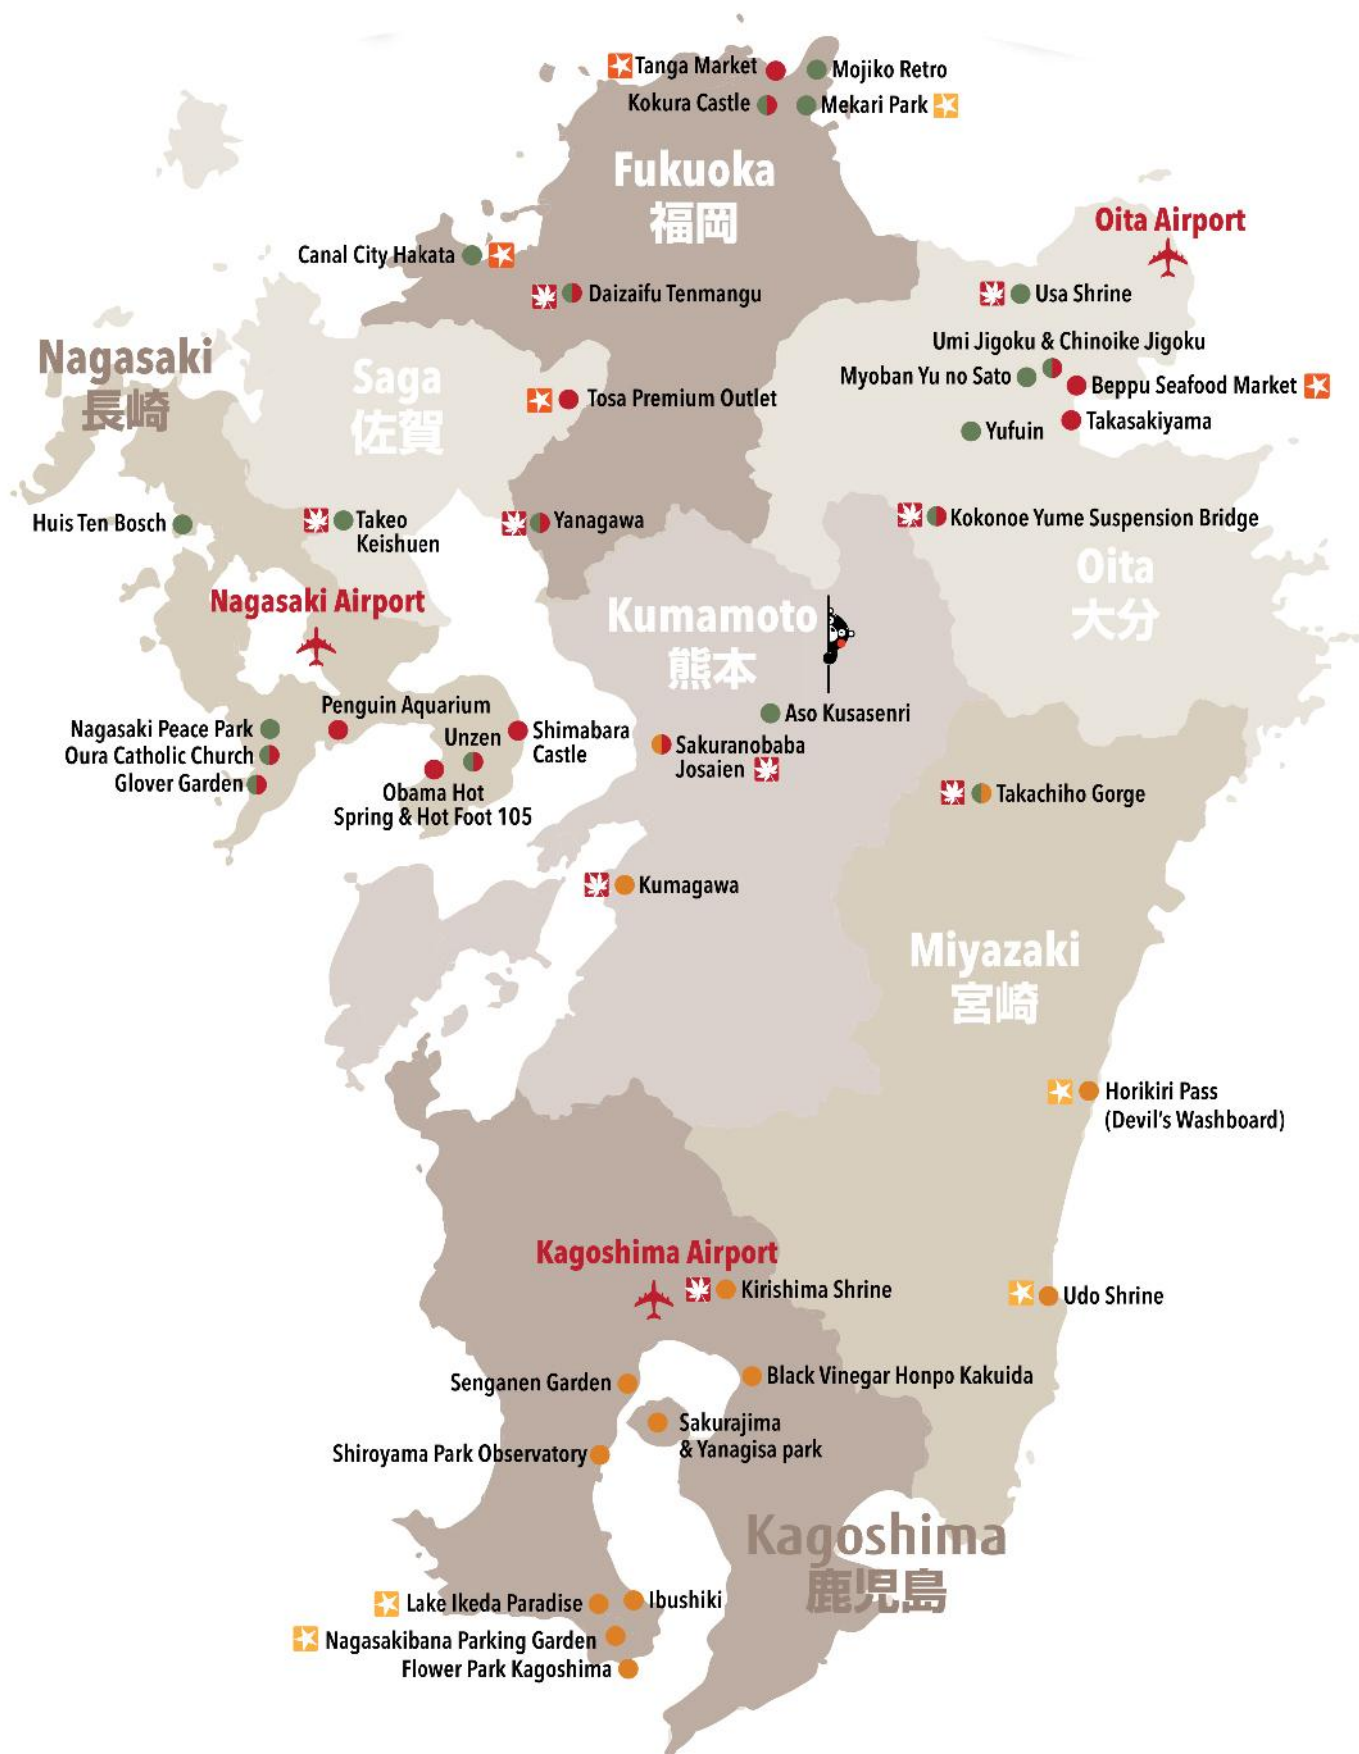 Tanga Market
Mojiko Retro
Kokura Castle
Mekari Park
Fukuoka
福岡
Oita Airport
Canal City Hakata
Daizaifu Tenmangu
Usa Shrine
Umi Jigoku & Chinoike Jigoku
Nagasaki
長崎
Saga
佐賀
Myoban Yu no Sato
Beppu Seafood Market
Tosa Premium Outlet
Takasakiyama
Yufuin
Huis Ten Bosch
Takeo
Keishuen
Yanagawa
Kokonoe Yume Suspension Bridge
Oita
大分
Nagasaki Airport
Kumamoto
熊本
Penguin Aquarium
Aso Kusasenri
Nagasaki Peace Park
Oura Catholic Church
Glover Garden
Unzen
Shimabara
Castle
Sakuranobaba
Josaien
Obama Hot
Spring & Hot Foot 105
Takachiho Gorge
Kumagawa
Miyazaki
宮崎
Horikiri Pass
(Devil's Washboard)
Kagoshima Airport
Kirishima Shrine
Udo Shrine
Senganen Garden
Black Vinegar Honpo Kakuida
Sakurajima
& Yanagisa park
Shiroyama Park Observatory
Kagoshima
鹿児島
Lake Ikeda Paradise
Ibushiki
Nagasakibana Parking Garden
Flower Park Kagoshima